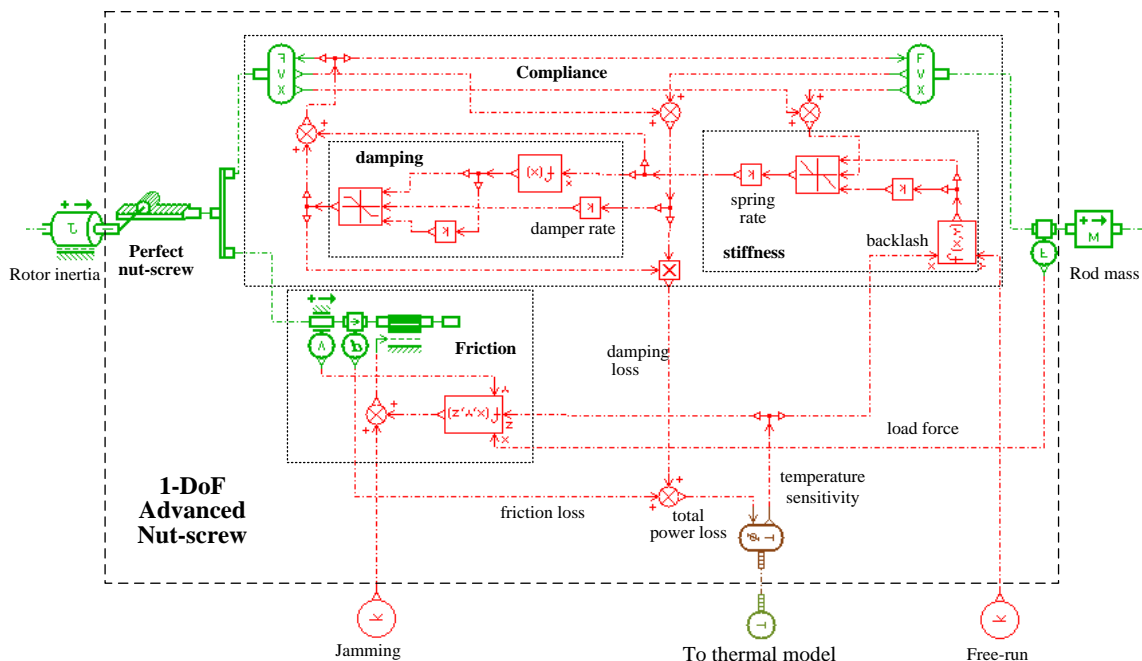 F
V
X
Compliance
F
V
X
+
+
+
+
+
+
+
+
damping
f(x)
x
k
damper rate
k
spring
rate
k
stiffness
backlash
f(x,y)
x
y
+
J
Rotor inertia
Perfect
nut-screw
+
M
F
Rod mass
+
A
Friction
damping
loss
f(x,y,z)
y
z
x
+
+
load force
temperature
sensitivity
1-DoF
Advanced
Nut-screw
friction loss
+
+
total
power loss
T
k
Jamming
T
To thermal model
k
Free-run